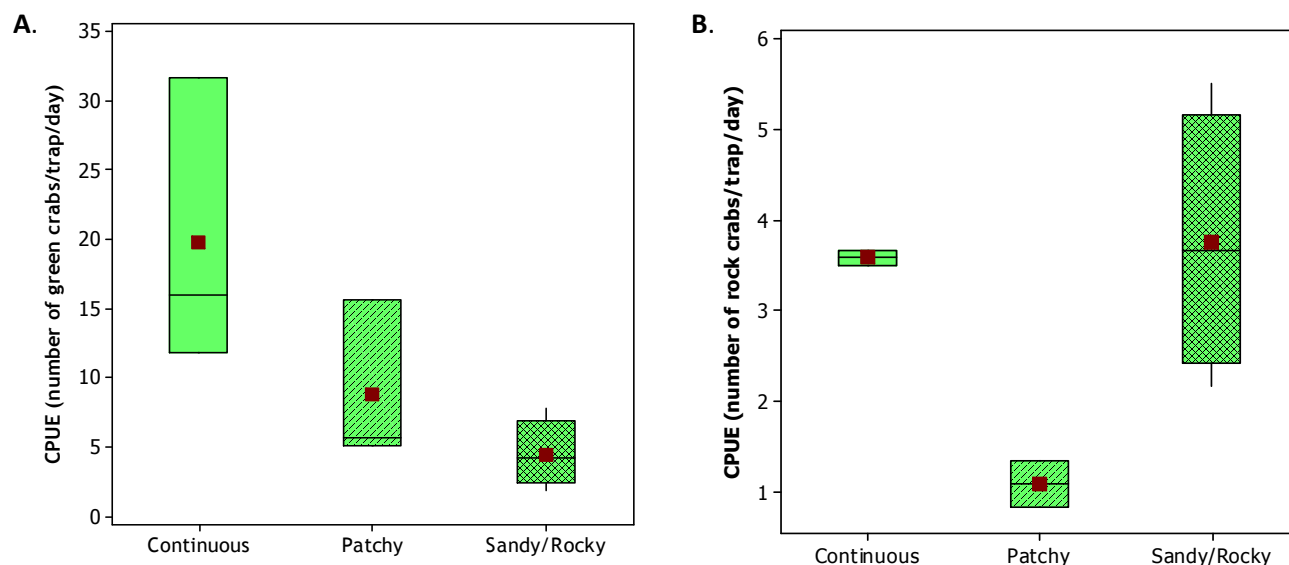 A.
CPUE (number of green crabs/trap/day)
35
30
25
20
15
10
5
0
Continuous Patchy Sandy/Rocky
B.
CPUE (number of rock crabs/trap/day)
6
5
4
3
2
1
Continuous Patchy Sandy/Rocky